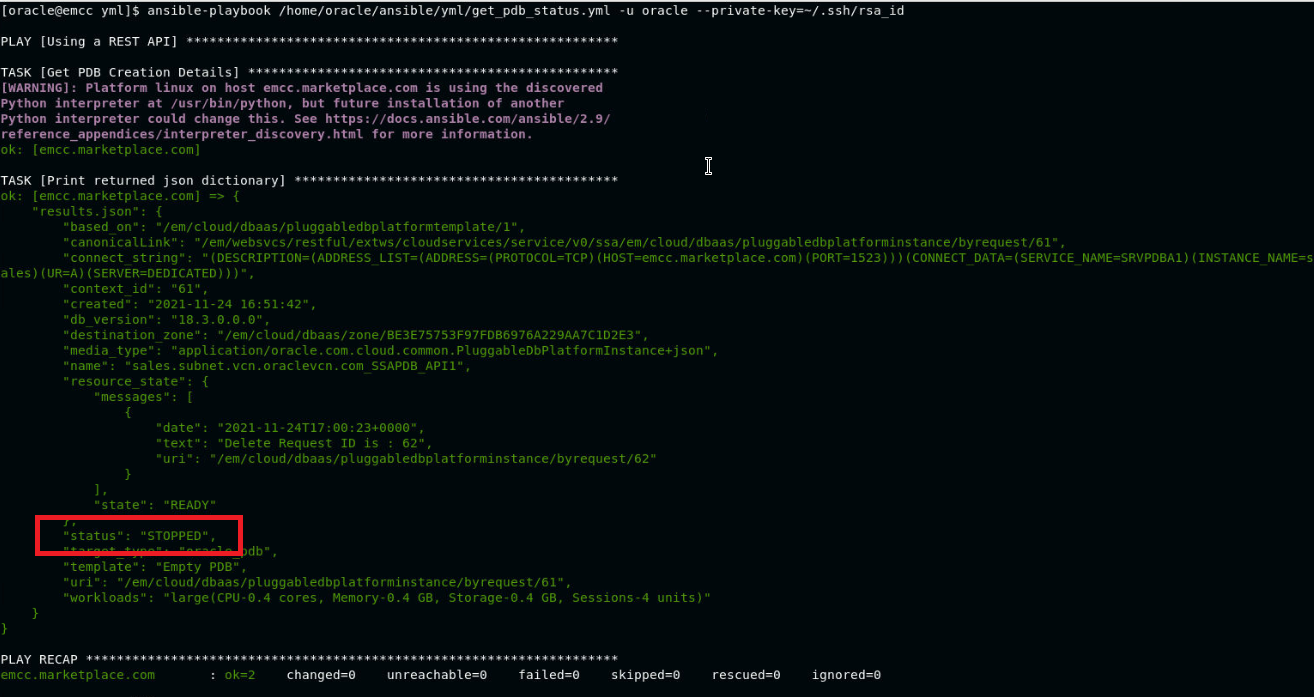 [oracle@emcc yml]$ ansible-playbook /home/oracle/ansible/yml/get_pdb_status.yml -u oracle --private-key=~/.ssh/rsa_id
PLAY [Using a REST API] ********************************************************
TASK [Get PDB Creation Details] ************************************************
[WARNING]: Platform linux on host emcc.marketplace.com is using the discovered
Python interpreter at /usr/bin/python, but future installation of another
Python interpreter could change this. See https://docs.ansible.com/ansible/2.9/
reference_appendices/interpreter_discovery.html for more information.
ok: [emcc.marketplace.com]
TASK [Print returned json dictionary] ******************************************
ok: [emcc.marketplace.com] => {
    "results.json": {
        "based_on": "/em/cloud/dbaas/pluggabledbplatformtemplate/1",
        "canonicalLink": "/em/websvcs/restful/extws/cloudservices/service/v0/ssa/em/cloud/dbaas/pluggabledbplatforminstance/byrequest/61",
        "connect_string": "(DESCRIPTION=(ADDRESS_LIST=(ADDRESS=(PROTOCOL=TCP)(HOST=emcc.marketplace.com)(PORT=1523)))(CONNECT_DATA=(SERVICE_NAME=SRVPDBA1)(INSTANCE_NAME=s
ales)(UR=A)(SERVER=DEDICATED)))",
        "context_id": "61",
        "created": "2021-11-24 16:51:42",
        "db_version": "18.3.0.0.0",
        "destination_zone": "/em/cloud/dbaas/zone/BE3E75753F97FDB6976A229AA7C1D2E3",
        "media_type": "application/oracle.com.cloud.common.PluggableDbPlatformInstance+json",
        "name": "sales.subnet.vcn.oraclevcn.com_SSAPDB_API1",
        "resource_state": {
            "messages": [
                {
                    "date": "2021-11-24T17:00:23+0000",
                    "text": "Delete Request ID is : 62",
                    "uri": "/em/cloud/dbaas/pluggabledbplatforminstance/byrequest/62"
                }
            ],
            "state": "READY"
        },
        "status": "STOPPED",
        "target_type": "oracle_pdb",
        "template": "Empty PDB",
        "uri": "/em/cloud/dbaas/pluggabledbplatforminstance/byrequest/61",
        "workloads": "large(CPU-0.4 cores, Memory-0.4 GB, Storage-0.4 GB, Sessions-4 units)"
    }
}
PLAY RECAP *********************************************************************
emcc.marketplace.com       : ok=2    changed=0    unreachable=0    failed=0    skipped=0    rescued=0    ignored=0